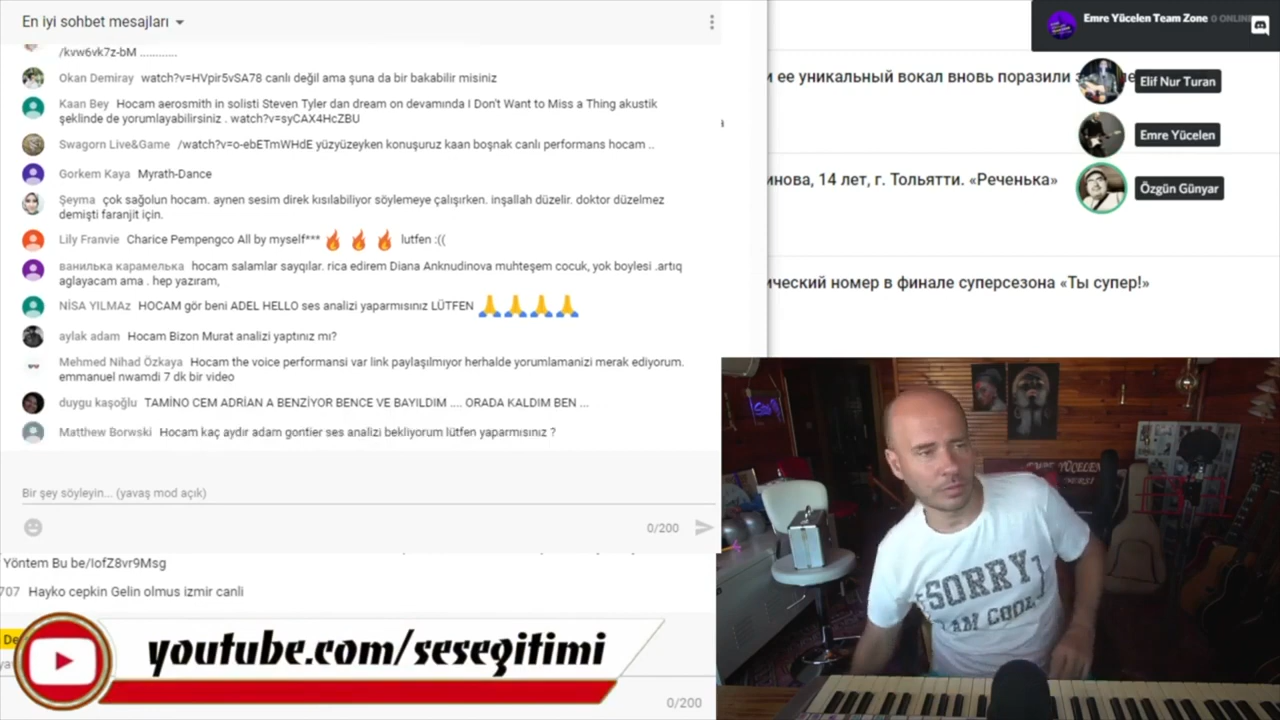 En iyi sohbet mesajları
/kvw6vk7z-bM ............
Okan Demiray watch?v=HVpir5vSA78 canlı değil ama şuna da bir bakabilir misiniz
Kaan Bey Hocam aerosmith in solisti Steven Tyler dan dream on devamında I Don't Want to Miss a Thing akustik
şeklinde de yorumlayabilirsiniz . watch?v=syCAX4HcZBU
Swagorn Live&Game /watch?v=o-ebETmWHdE yüzyüzeyken konuşuruz kaan boşnak canlı performans hocam ..
Gorkem Kaya Myrath-Dance
Şeyma çok sağolun hocam. aynen sesim direk kısılabiliyor söylemeye çalışırken. inşallah düzelir. doktor düzelmez
demişti faranjit için.
Lily Franvie Charice Pempengco All by myself*** 🔥 🔥 🔥 lutfen :((
ванилька карамелька hocam salamlar sayqılar. rica edirem Diana Anknudinova muhteşem cocuk, yok boylesi .artıq
aglayacam ama . hep yazıram,
NİSA YILMAz HOCAM gör beni ADEL HELLO ses analizi yaparmısınız LÜTFEN 🙏 🙏 🙏 🙏
aylak adam Hocam Bizon Murat analizi yaptınız mı?
Mehmed Nihad Özkaya Hocam the voice performansi var link paylaşılmıyor herhalde yorumlamanizi merak ediyorum.
emmanuel nwamdi 7 dk bir video
duygu kaşoğlu TAMİNO CEM ADRİAN A BENZİYOR BENCE VE BAYILDIM .... ORADA KALDIM BEN ...
Matthew Borwski Hocam kaç aydır adam gontier ses analizi bekliyorum lütfen yaparmısınız ?
Bir şey söyleyin... (yavaş mod açık)
0/200
Yöntem Bu be/IofZ8vr9Msg
707 Hayko cepkin Gelin olmus izmir canli
De
youtube.com/sesegitimi
0/200
Emre Yücelen Team Zone 0 ONLIN
и ее уникальный вокал вновь поразили
Elif Nur Turan
Emre Yücelen
инова, 14 лет, г. Тольятти. «Реченька»
Özgün Günyar
ический номер в финале суперсезона «Ты супер!»
EMRE YÜCELEN
SORRY
I AM COOL